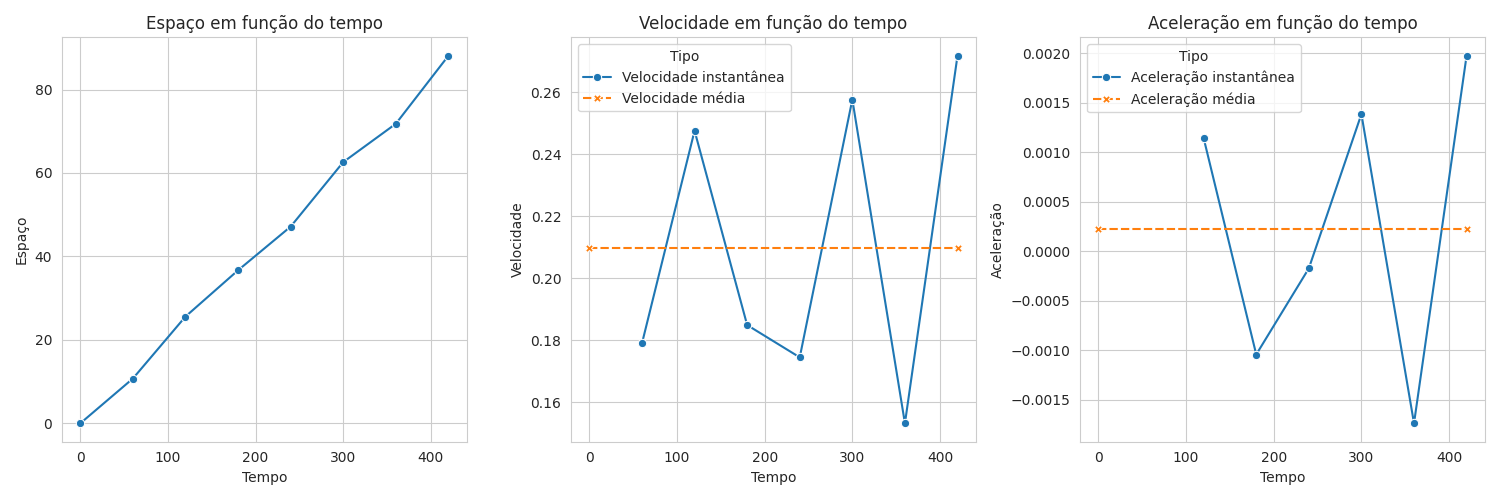 Espaço em função do tempo
80
60
40
20
0
Espaço
0 100 200 300 400
Tempo
Velocidade em função do tempo
Tipo
Velocidade instantânea
Velocidade média
0.26
0.24
0.22
0.20
0.18
0.16
Velocidade
0 100 200 300 400
Tempo
Aceleração em função do tempo
Tipo
Aceleração instantânea
Aceleração média
0.0020
0.0015
0.0010
0.0005
0.0000
−0.0005
−0.0010
−0.0015
Aceleração
0 100 200 300 400
Tempo